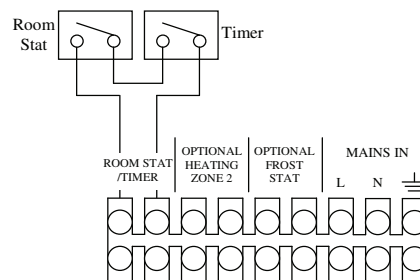 Room
Stat
Timer
ROOM STAT
/TIMER
OPTIONAL
HEATING
ZONE 2
OPTIONAL
FROST
STAT
MAINS IN
L N